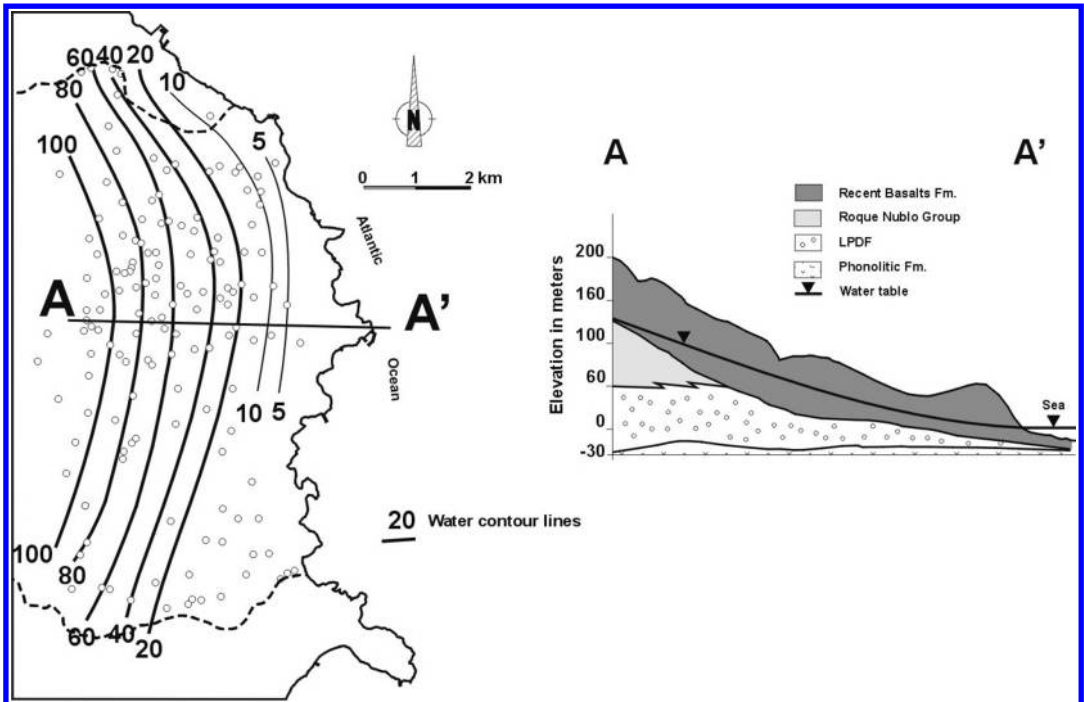 60 40 20
10
80
100
5
N
0 1 2 km
Atlantic
A A'
Ocean
10 5
20 Water contour lines
100
80
60 40 20
A A'
Recent Basalts Fm.
Roque Nublo Group
LPDF
Phonolitic Fm.
Water table
Elevation in meters
200
160
100
60
0
-30
Sea